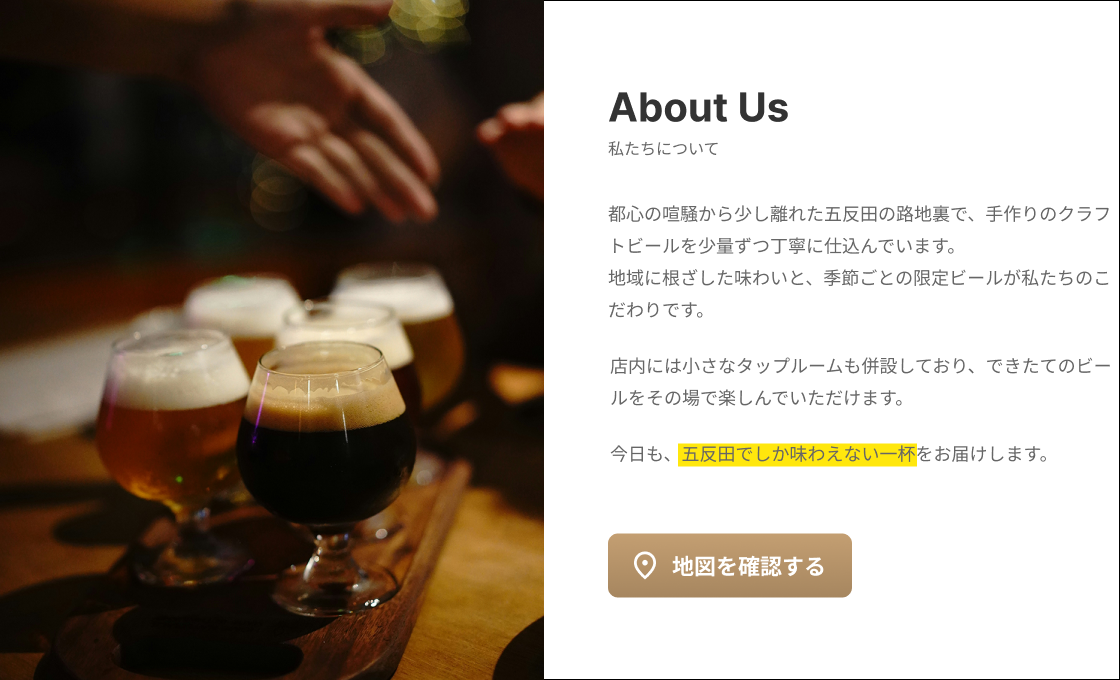 About Us
私たちについて
都心の喧騒から少し離れた五反田の路地裏で、手作りのクラフ
トビールを少量ずつ丁寧に仕込んでいます。
地域に根ざした味わいと、季節ごとの限定ビールが私たちのこ
だわりです。
店内には小さなタップルームも併設しており、できたてのビー
ルをその場で楽しんでいただけます。
今日も、五反田でしか味わえない一杯をお届けします。
地図を確認する